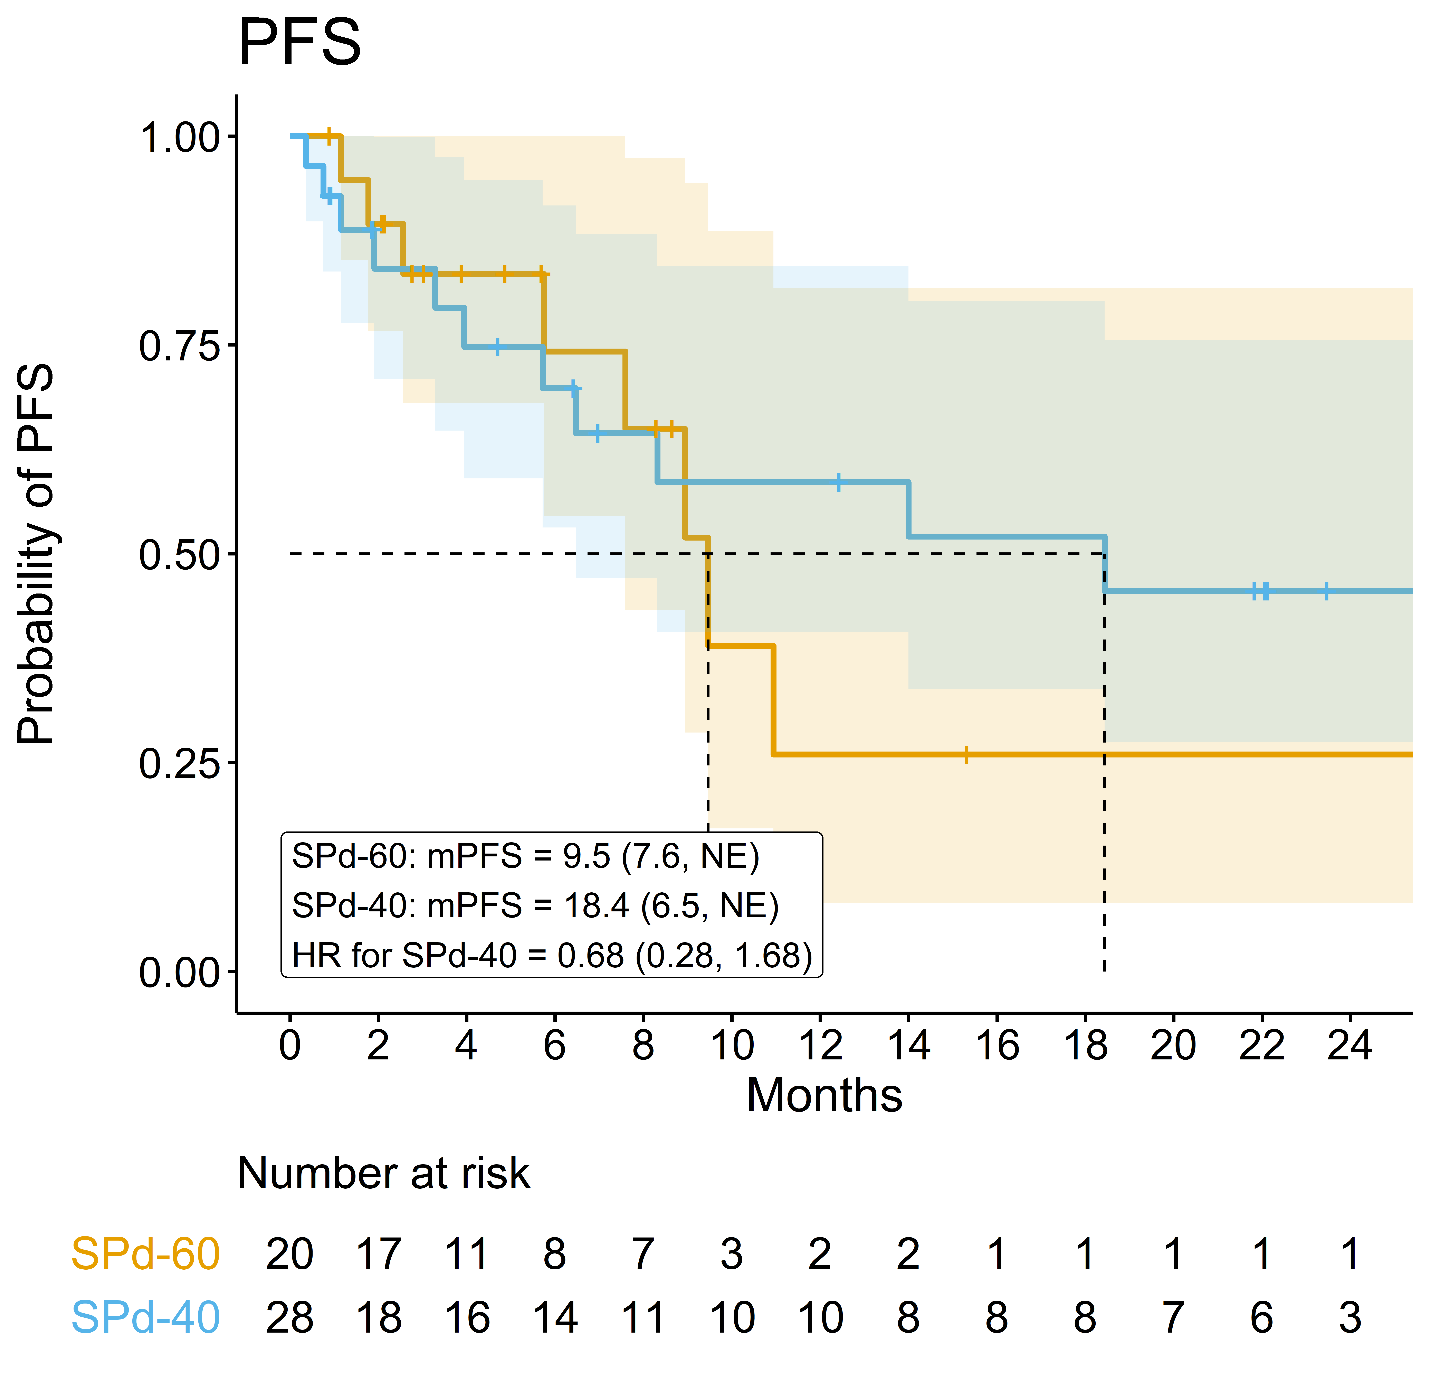 PFS
Probability of PFS
1.00
0.75
0.50
0.25
0.00
SPd-60: mPFS = 9.5 (7.6, NE)
SPd-40: mPFS = 18.4 (6.5, NE)
HR for SPd-40 = 0.68 (0.28, 1.68)
0 2 4 6 8 10 12 14 16 18 20 22 24
Months
Number at risk
SPd-60 20 17 11 8 7 3 2 2 1 1 1 1 1
SPd-40 28 18 16 14 11 10 10 8 8 8 7 6 3